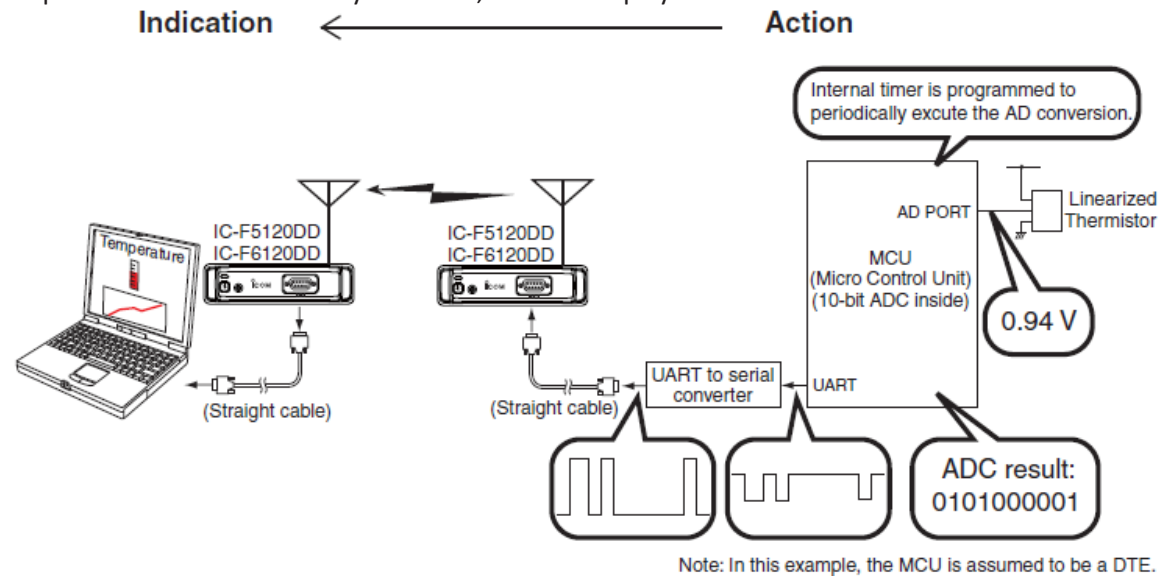 Indication
Action
Internal timer is programmed to
periodically excute the AD conversion.
Linearized
Thermistor
AD PORT
MCU
(Micro Control Unit)
(10-bit ADC inside)
0.94 V
IC-F5120DD
IC-F6120DD
IC-F5120DD
IC-F6120DD
Temperature
ICOM
ICOM
UART to serial
converter
UART
(Straight cable)
(Straight cable)
ADC result:
0101000001
Note: In this example, the MCU is assumed to be a DTE.